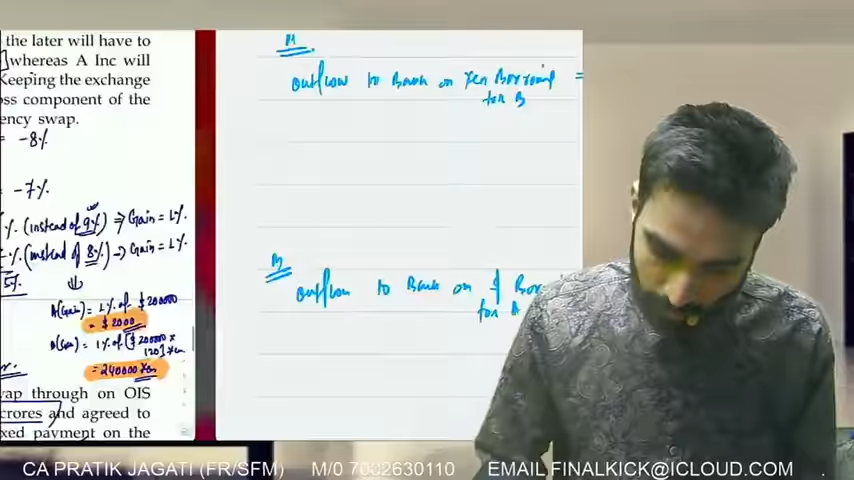 the later will have to
whereas A Inc will
Keeping the exchange
oss component of the
ency swap.
= -8%
= -7%
%. (instead of 9%) => Gain = 1%
%. (instead of 8%) -> Gain = 1%
A(Gain) = 1% of $200000
= $2000
1% of [$200000 x
120] Yen
= 240000 Yen
wap through on OIS
crores and agreed to
xed payment on the
outflow to Bank on Yen Borrowing =
for B
outflow to Bank on $ Bor
for A
CA PRATIK JAGATI (FR/SFM) M/0 7002630110 EMAIL FINALKICK@ICLOUD.COM .